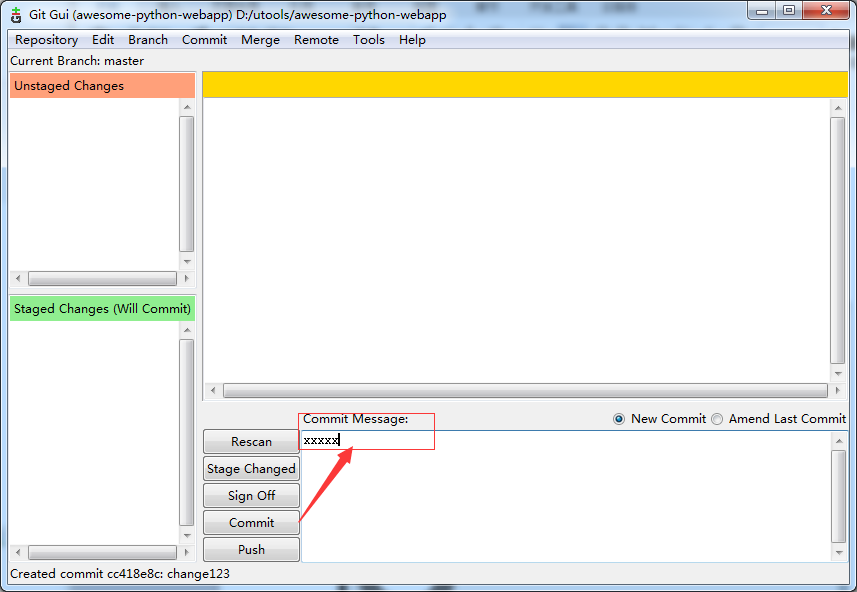 Git Gui (awesome-python-webapp) D:/utools/awesome-python-webapp
Repository Edit Branch Commit Merge Remote Tools Help
Current Branch: master
Unstaged Changes
Staged Changes (Will Commit)
Commit Message:
New Commit
Amend Last Commit
xxxxx
Rescan
Stage Changed
Sign Off
Commit
Push
Created commit cc418e8c: change123